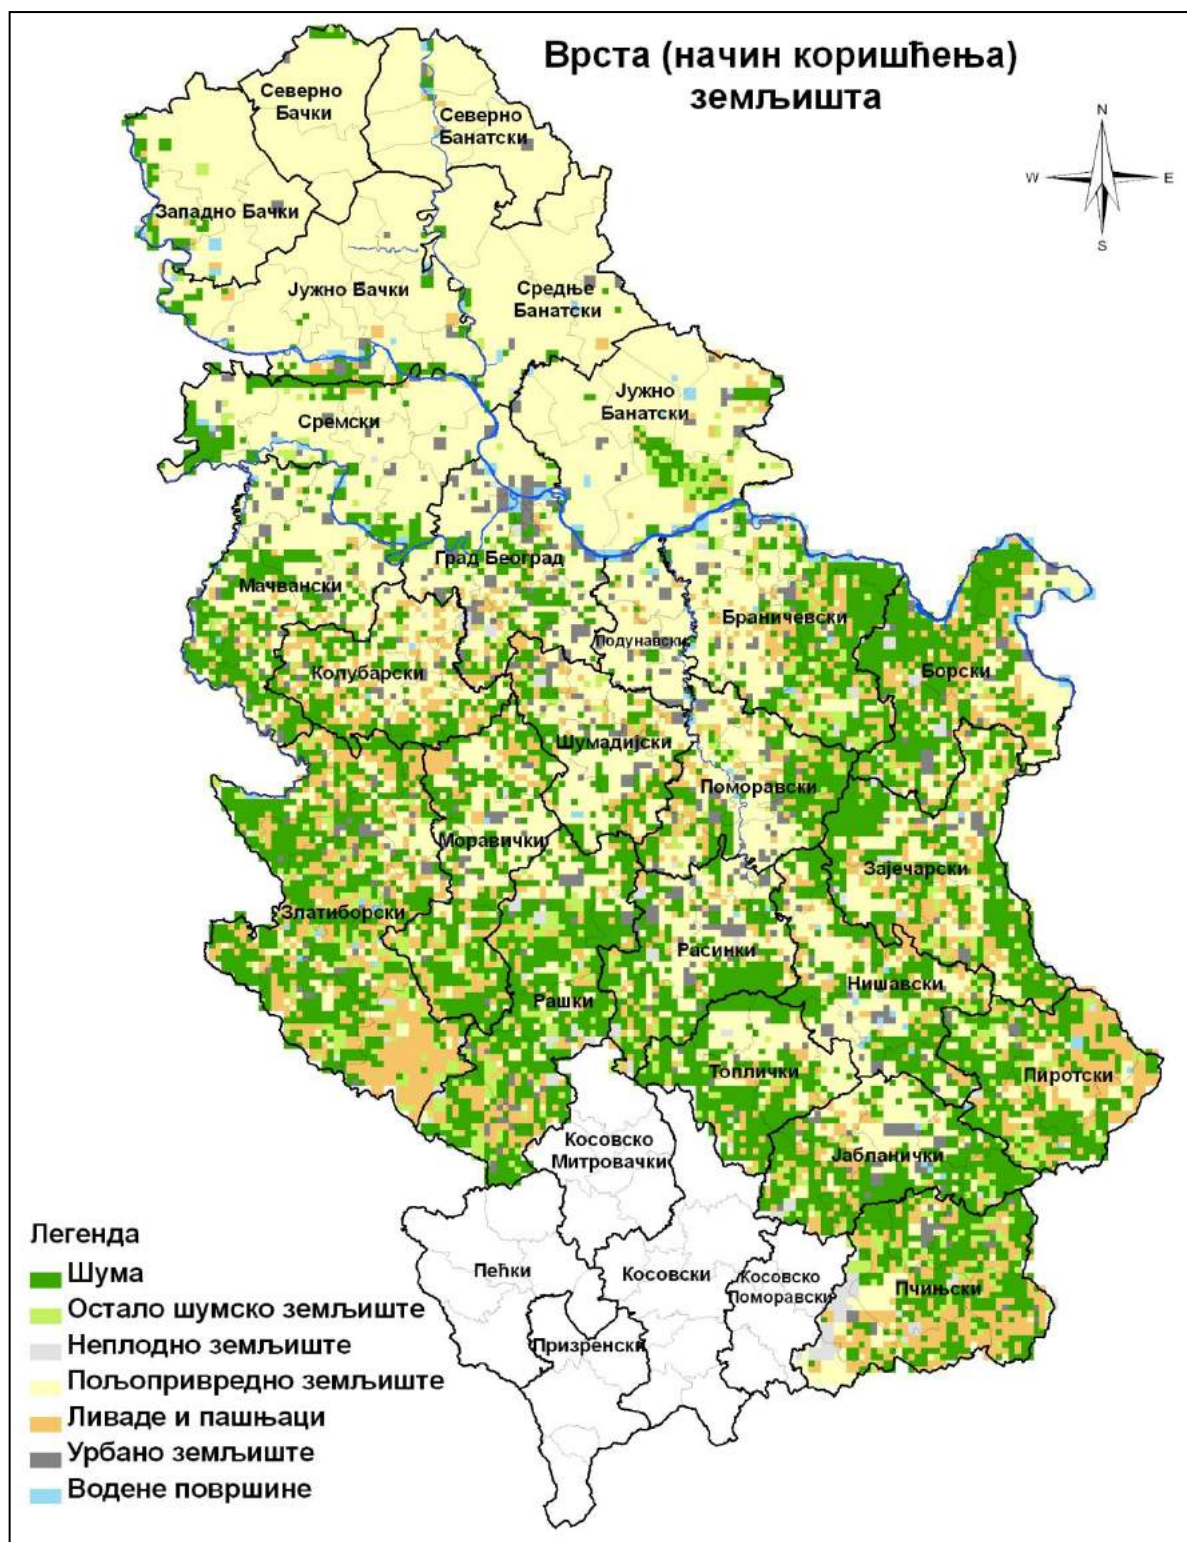 Врста (начин коришћења)
земљишта
N
W
E
S
Северно
Бачки
Северно
Банатски
Западно Бачки
Јужно Бачки
Средње
Банатски
Јужно
Банатски
Сремски
Град Београд
Мачвански
Подунавски
Браничевски
Борски
Колубарски
Шумадијски
Поморавски
Моравички
Зајечарски
Златиборски
Расинки
Нишавски
Рашки
Топлички
Пиротски
Косовско
Митровачки
Јабланички
Пећки
Косовски
Косовско
Поморавски
Пчињски
Призренски
Легенда
Шума
Остало шумско земљиште
Неплодно земљиште
Пољопривредно земљиште
Ливаде и пашњаци
Урбано земљиште
Водене површине